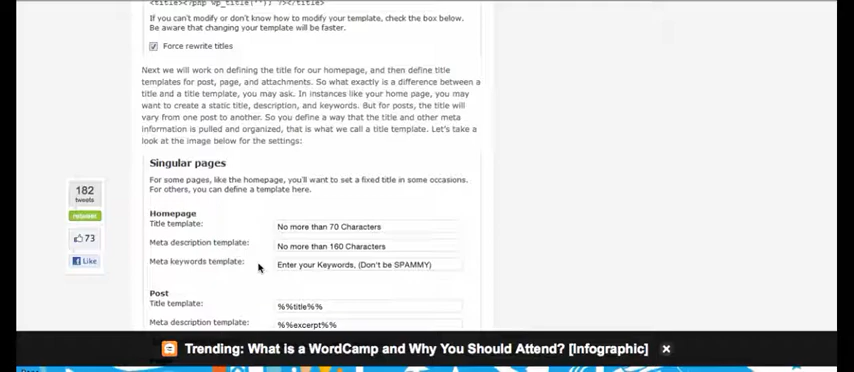 <title><?php wp_title(""); ?></title>
If you can't modify or don't know how to modify your template, check the box below.
Be aware that changing your template will be faster.
Force rewrite titles
Next we will work on defining the title for our homepage, and then define title
templates for post, page, and attachments. So what exactly is a difference between a
title and a title template, you may ask. In instances like your home page, you may
want to create a static title, description, and keywords. But for posts, the title will
vary from one post to another. So you define a way that the title and other meta
information is pulled and organized, that is what we call a title template. Let's take a
look at the image below for the settings:
Singular pages
For some pages, like the homepage, you'll want to set a fixed title in some occasions.
For others, you can define a template here.
182
tweets
retweet
73
Like
Homepage
Title template: No more than 70 Characters
Meta description template: No more than 160 Characters
Meta keywords template: Enter your Keywords, (Don't be SPAMMY)
Post
Title template: %%title%%
Meta description template: %%excerpt%%
Trending: What is a WordCamp and Why You Should Attend? [Infographic]